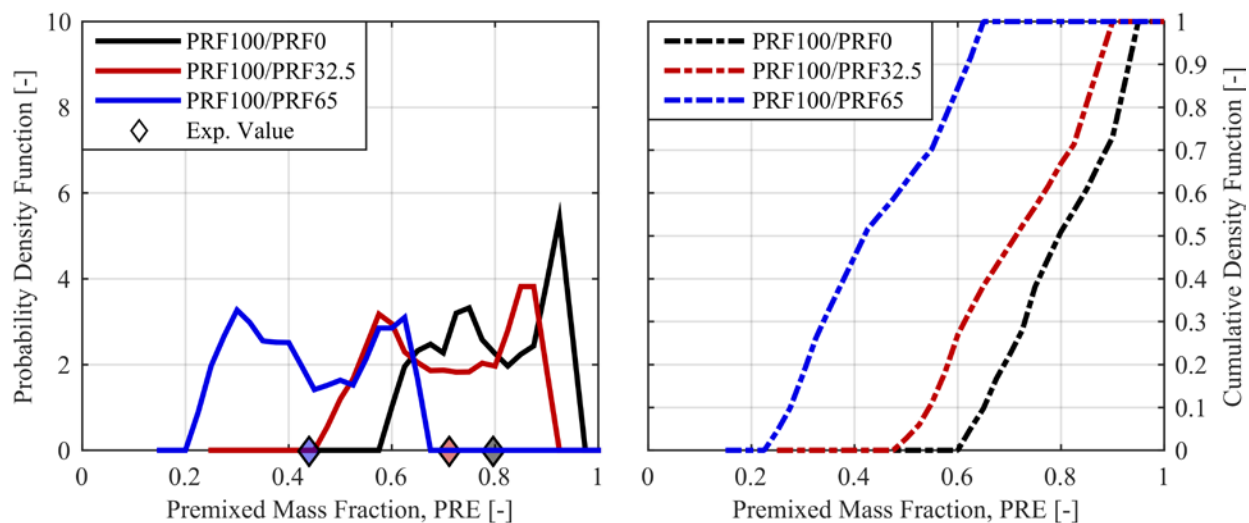 Probability Density Function [-]
10
8
6
4
2
0
PRF100/PRF0
PRF100/PRF32.5
PRF100/PRF65
Exp. Value
0 0.2 0.4 0.6 0.8 1
Premixed Mass Fraction, PRE [-]
PRF100/PRF0
PRF100/PRF32.5
PRF100/PRF65
1
0.9
0.8
0.7
0.6
0.5
0.4
0.3
0.2
0.1
0
Cumulative Density Function [-]
0 0.2 0.4 0.6 0.8 1
Premixed Mass Fraction, PRE [-]